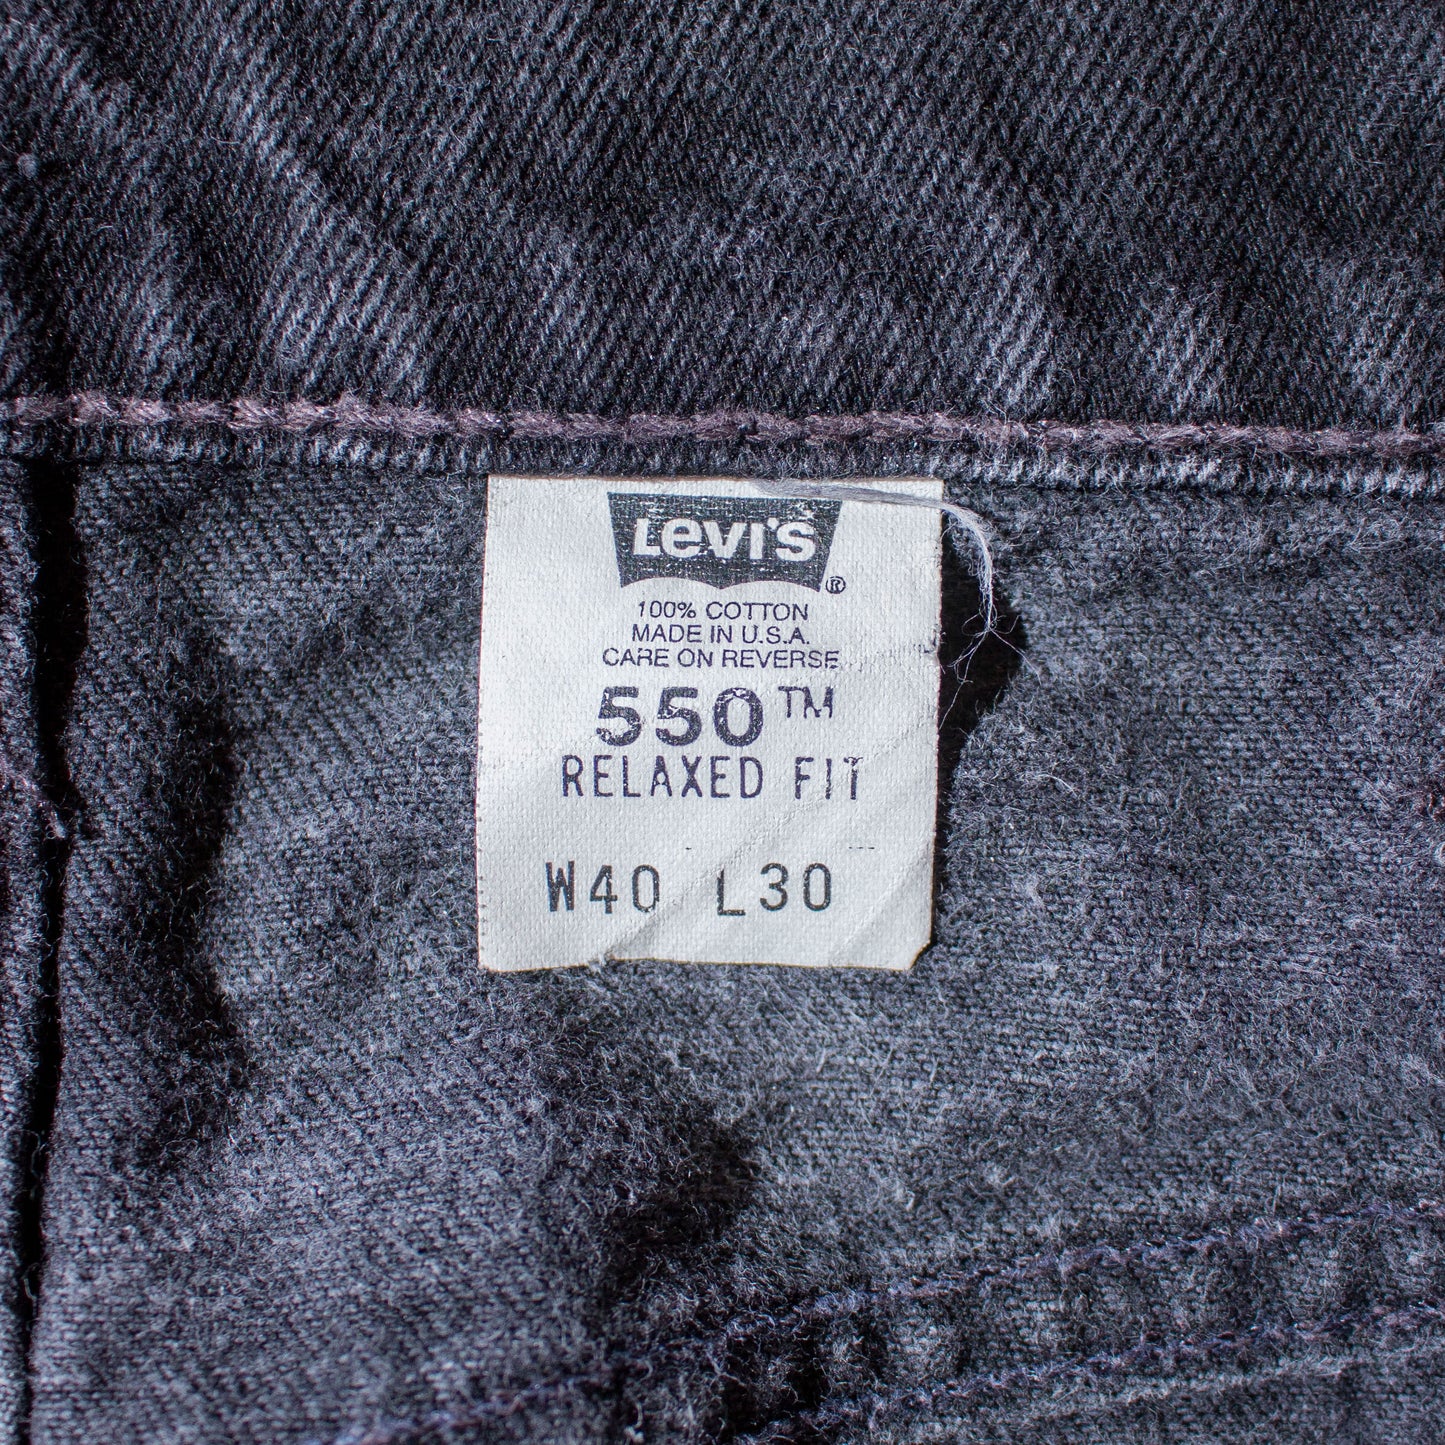 Levi's ®
100% COTTON
MADE IN U.S.A.
CARE ON REVERSE
550™
RELAXED FIT
W40 L30